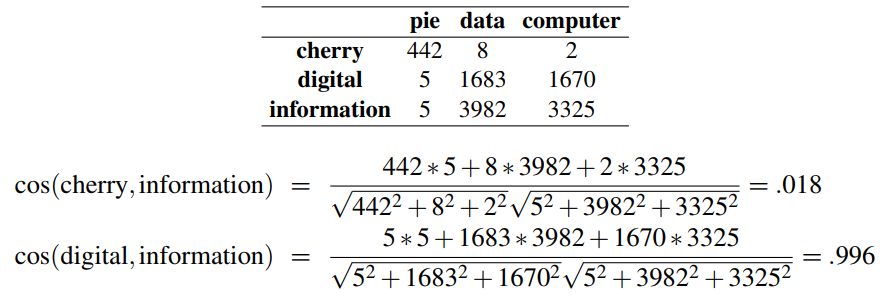 pie data computer
cherry 442 8 2
digital 5 1683 1670
information 5 3982 3325
cos(cherry,information) = 442∗5+8∗3982+2∗3325 / √442²+8²+2² √5²+3982²+3325² = .018
cos(digital,information) = 5∗5+1683∗3982+1670∗3325 / √5²+1683²+1670² √5²+3982²+3325² = .996